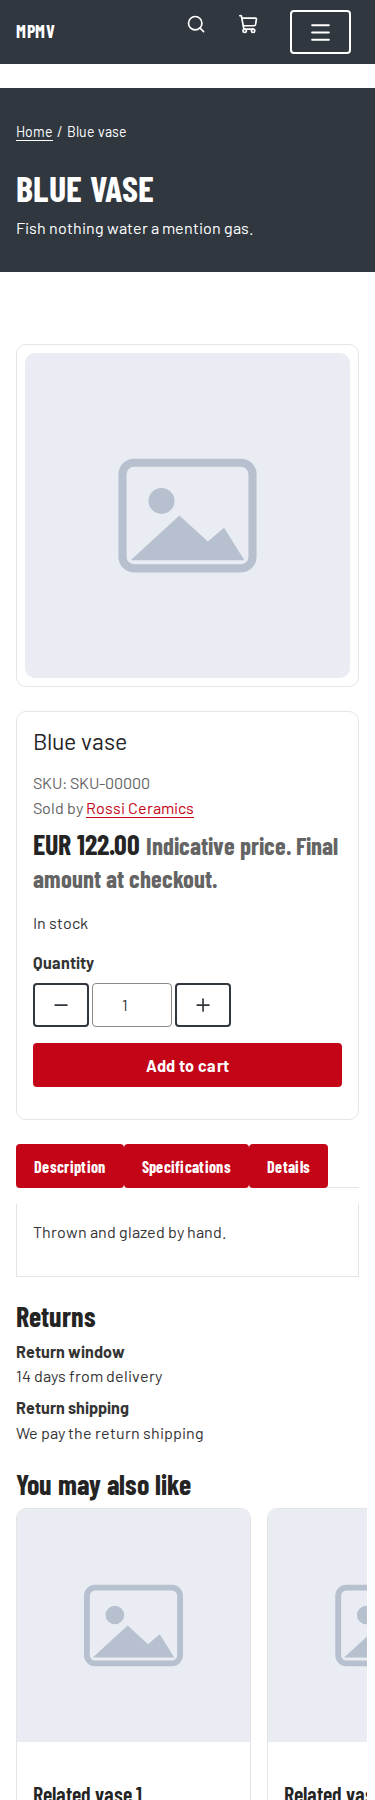 MPMV
Home / Blue vase
BLUE VASE
Fish nothing water a mention gas.
Blue vase
SKU: SKU-00000
Sold by Rossi Ceramics
EUR 122.00 Indicative price. Final
amount at checkout.
In stock
Quantity
1
Add to cart
Description Specifications Details
Thrown and glazed by hand.
Returns
Return window
14 days from delivery
Return shipping
We pay the return shipping
You may also like
Related vase 1 Related